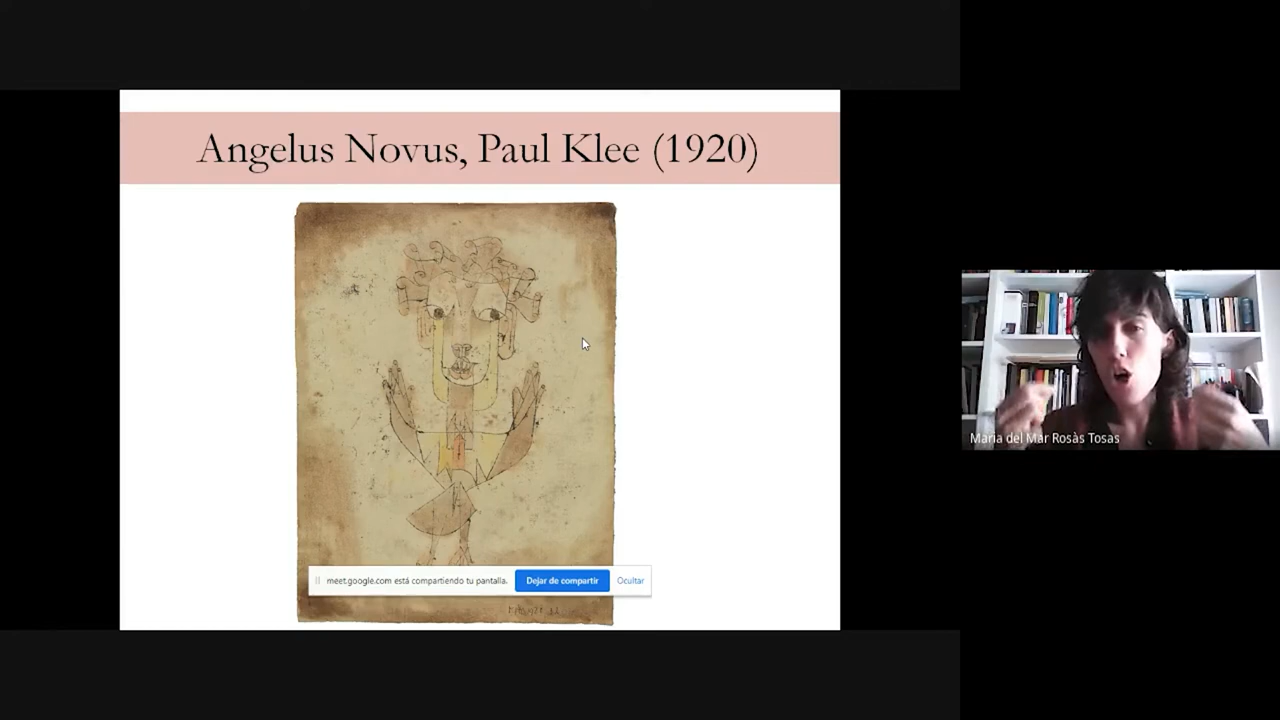 Angelus Novus, Paul Klee (1920)
meet.google.com está compartiendo tu pantalla. Dejar de compartir Ocultar
Maria del Mar Rosàs Tosas